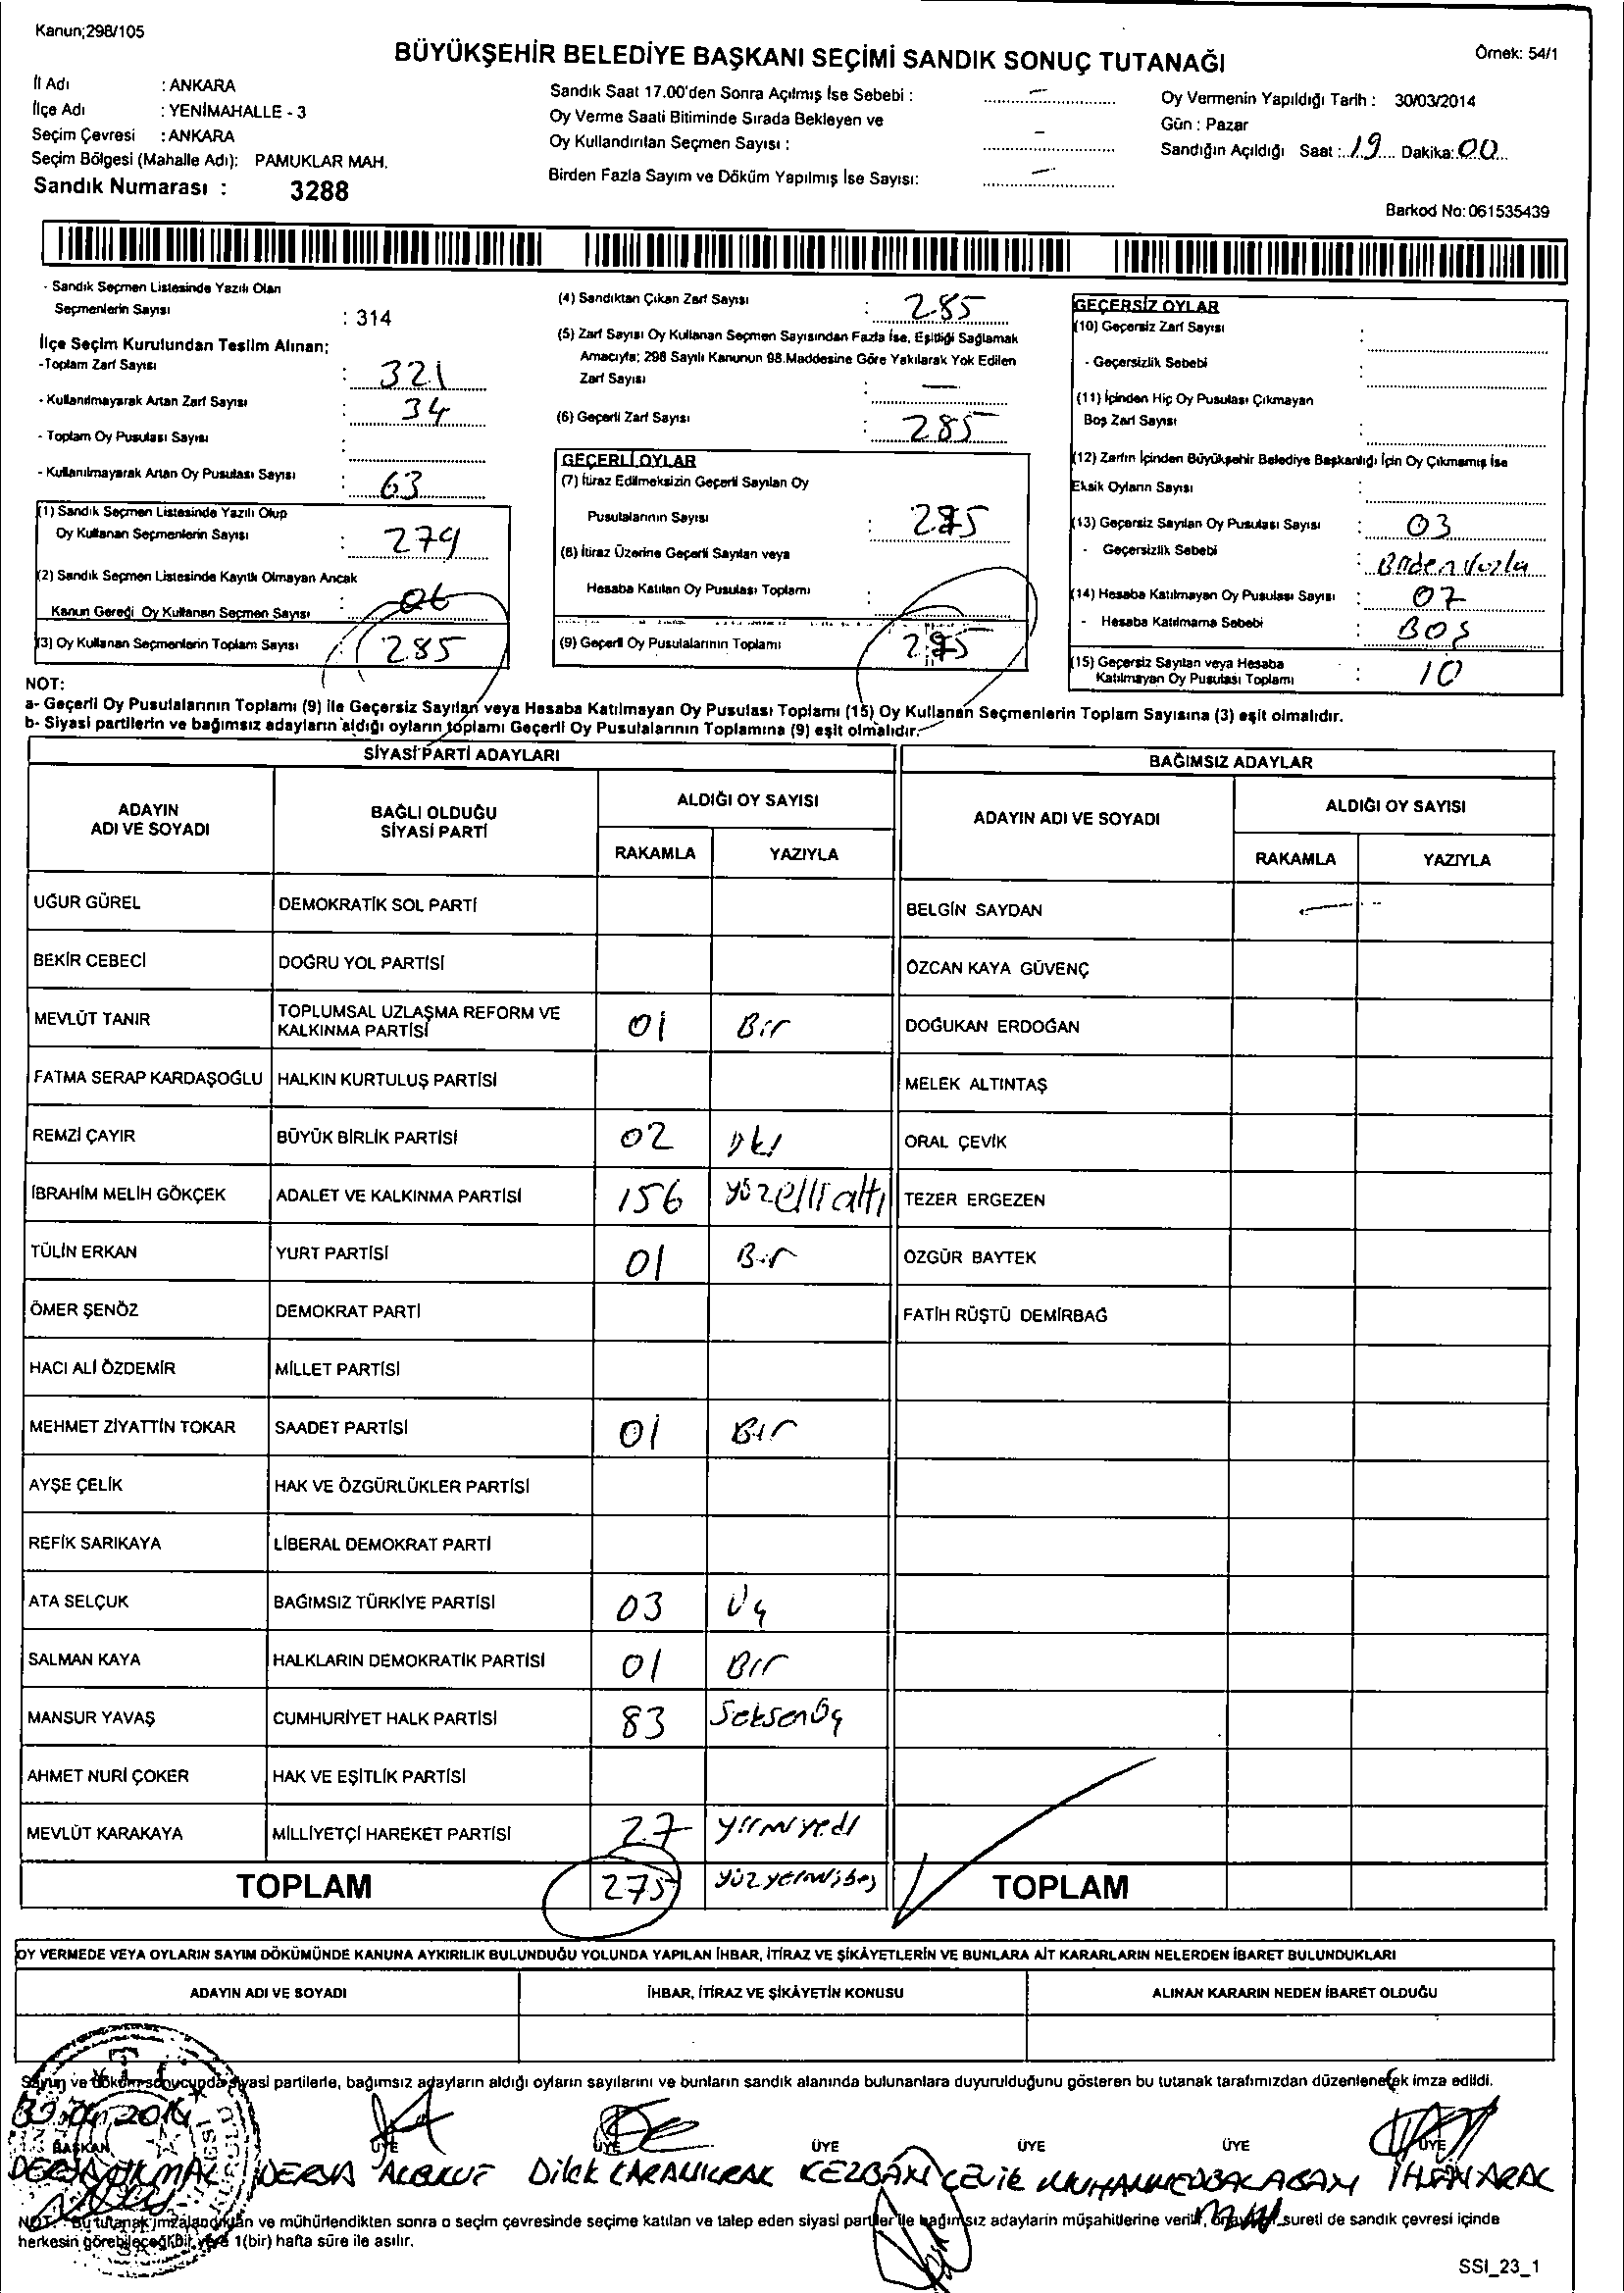 Kanun;298/105
BÜYÜKŞEHİR BELEDİYE BAŞKANI SEÇİMİ SANDIK SONUÇ TUTANAĞI
Örnek: 54/1
İl Adı : ANKARA
İlçe Adı : YENİMAHALLE - 3
Seçim Çevresi : ANKARA
Seçim Bölgesi (Mahalle Adı): PAMUKLAR MAH.
Sandık Numarası : 3288
Sandık Saat 17.00'den Sonra Açılmış İse Sebebi : –
Oy Verme Saati Bitiminde Sırada Bekleyen ve
Oy Kullandırılan Seçmen Sayısı : –
Birden Fazla Sayım ve Döküm Yapılmış İse Sayısı: –
Oy Vermenin Yapıldığı Tarih : 30/03/2014
Gün : Pazar
Sandığın Açıldığı Saat : 19 Dakika: 00
Barkod No: 061535439
- Sandık Seçmen Listesinde Yazılı Olan
Seçmenlerin Sayısı : 314
İlçe Seçim Kurulundan Teslim Alınan;
-Toplam Zarf Sayısı : 321
- Kullanılmayarak Artan Zarf Sayısı : 34
- Toplam Oy Pusulası Sayısı :
- Kullanılmayarak Artan Oy Pusulası Sayısı : 63
(1) Sandık Seçmen Listesinde Yazılı Olup
Oy Kullanan Seçmenlerin Sayısı : 279
(2) Sandık Seçmen Listesinde Kayıtlı Olmayan Ancak
Kanun Gereği Oy Kullanan Seçmen Sayısı : 06
(3) Oy Kullanan Seçmenlerin Toplam Sayısı : 285
(4) Sandıktan Çıkan Zarf Sayısı : 285
(5) Zarf Sayısı Oy Kullanan Seçmen Sayısından Fazla İse, Eşitliği Sağlamak
Amacıyla; 298 Sayılı Kanunun 98.Maddesine Göre Yakılarak Yok Edilen
Zarf Sayısı : –
(6) Geçerli Zarf Sayısı : 285
GEÇERLİ OYLAR
(7) İtiraz Edilmeksizin Geçerli Sayılan Oy
Pusulalarının Sayısı : 275
(8) İtiraz Üzerine Geçerli Sayılan veya
Hesaba Katılan Oy Pusulası Toplamı :
(9) Geçerli Oy Pusulalarının Toplamı : 275
GEÇERSİZ OYLAR
(10) Geçersiz Zarf Sayısı :
- Geçersizlik Sebebi :
(11) İçinden Hiç Oy Pusulası Çıkmayan
Boş Zarf Sayısı :
(12) Zarfın İçinden Büyükşehir Belediye Başkanlığı İçin Oy Çıkmamış İse
Eksik Oyların Sayısı :
(13) Geçersiz Sayılan Oy Pusulası Sayısı : 03
- Geçersizlik Sebebi :
(14) Hesaba Katılmayan Oy Pusulası Sayısı : 07
- Hesaba Katılmama Sebebi : BOŞ
(15) Geçersiz Sayılan veya Hesaba
Katılmayan Oy Pusulası Toplamı : 10
NOT:
a- Geçerli Oy Pusulalarının Toplamı (9) ile Geçersiz Sayılan veya Hesaba Katılmayan Oy Pusulası Toplamı (15) Oy Kullanan Seçmenlerin Toplam Sayısına (3) eşit olmalıdır.
b- Siyasi partilerin ve bağımsız adayların aldığı oyların toplamı Geçerli Oy Pusulalarının Toplamına (9) eşit olmalıdır.
SİYASİ PARTİ ADAYLARI
BAĞIMSIZ ADAYLAR
ADAYIN ADI VE SOYADI
BAĞLI OLDUĞU SİYASİ PARTİ
ALDIĞI OY SAYISI
RAKAMLA YAZIYLA
ADAYIN ADI VE SOYADI
ALDIĞI OY SAYISI
RAKAMLA YAZIYLA
UĞUR GÜREL DEMOKRATİK SOL PARTİ BELGİN SAYDAN –
BEKİR CEBECİ DOĞRU YOL PARTİSİ ÖZCAN KAYA GÜVENÇ
MEVLÜT TANIR TOPLUMSAL UZLAŞMA REFORM VE KALKINMA PARTİSİ 01 Bir DOĞUKAN ERDOĞAN
FATMA SERAP KARDAŞOĞLU HALKIN KURTULUŞ PARTİSİ MELEK ALTINTAŞ
REMZİ ÇAYIR BÜYÜK BİRLİK PARTİSİ 02 İki ORAL ÇEVİK
İBRAHİM MELİH GÖKÇEK ADALET VE KALKINMA PARTİSİ 156 yüzelli altı TEZER ERGEZEN
TÜLİN ERKAN YURT PARTİSİ 01 Bir ÖZGÜR BAYTEK
ÖMER ŞENÖZ DEMOKRAT PARTİ FATİH RÜŞTÜ DEMİRBAĞ
HACI ALİ ÖZDEMİR MİLLET PARTİSİ
MEHMET ZİYATTİN TOKAR SAADET PARTİSİ 01 Bir
AYŞE ÇELİK HAK VE ÖZGÜRLÜKLER PARTİSİ
REFİK SARIKAYA LİBERAL DEMOKRAT PARTİ
ATA SELÇUK BAĞIMSIZ TÜRKİYE PARTİSİ 03 Üç
SALMAN KAYA HALKLARIN DEMOKRATİK PARTİSİ 01 Bir
MANSUR YAVAŞ CUMHURİYET HALK PARTİSİ 83 Seksenüç
AHMET NURİ ÇOKER HAK VE EŞİTLİK PARTİSİ
MEVLÜT KARAKAYA MİLLİYETÇİ HAREKET PARTİSİ 27 yirmiyedi
TOPLAM 275 TOPLAM
OY VERMEDE VEYA OYLARIN SAYIM DÖKÜMÜNDE KANUNA AYKIRILIK BULUNDUĞU YOLUNDA YAPILAN İHBAR, İTİRAZ VE ŞİKÂYETLERİN VE BUNLARA AİT KARARLARIN NELERDEN İBARET BULUNDUKLARI
ADAYIN ADI VE SOYADI İHBAR, İTİRAZ VE ŞİKÂYETİN KONUSU ALINAN KARARIN NEDEN İBARET OLDUĞU
Sayım ve döküm sonucunda siyasi partilerle, bağımsız adayların aldığı oyların sayılarını ve bunların sandık alanında bulunanlara duyurulduğunu gösteren bu tutanak tarafımızdan düzenlenerek imza edildi.
BAŞKAN ÜYE ÜYE ÜYE ÜYE ÜYE ÜYE
DERYA Dilek KEZBAN ÇEVİK İHSAN ARAL
NOT: Bu tutanak imzalandıktan ve mühürlendikten sonra o seçim çevresinde seçime katılan ve talep eden siyasi partiler ile bağımsız adayların müşahitlerine verilir, sureti de sandık çevresi içinde
herkesin görebileceği bir yere 1(bir) hafta süre ile asılır.
SSI_23_1